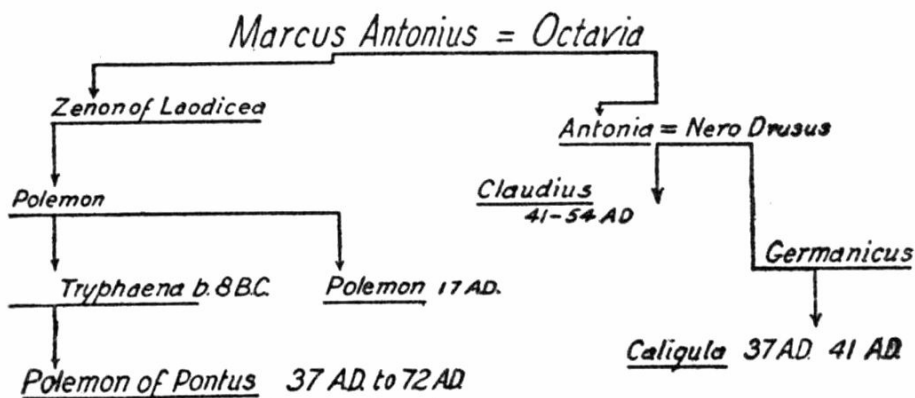 Marcus Antonius = Octavia
Zenon of Laodicea
Antonia = Nero Drusus
Polemon
Claudius
41-54 AD
Germanicus
Tryphaena b. 8 B.C.
Polemon 17 AD.
Caligula 37 AD. 41 AD.
Polemon of Pontus 37 AD. to 72 AD.